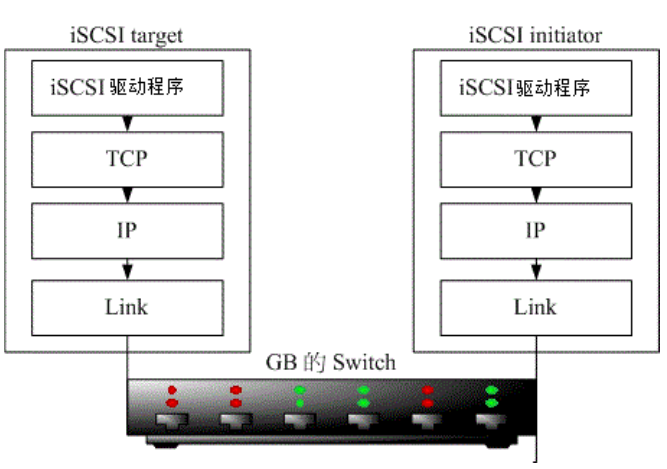 iSCSI target
iSCSI 驱动程序
TCP
IP
Link
iSCSI initiator
iSCSI 驱动程序
TCP
IP
Link
GB 的 Switch